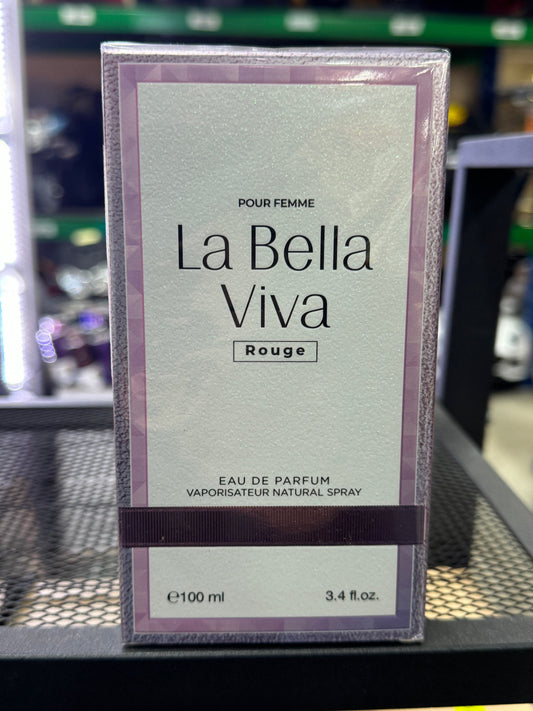 POUR FEMME
La Bella
Viva
Rouge
EAU DE PARFUM
VAPORISATEUR NATURAL SPRAY
℮100 ml 3.4 fl.oz.